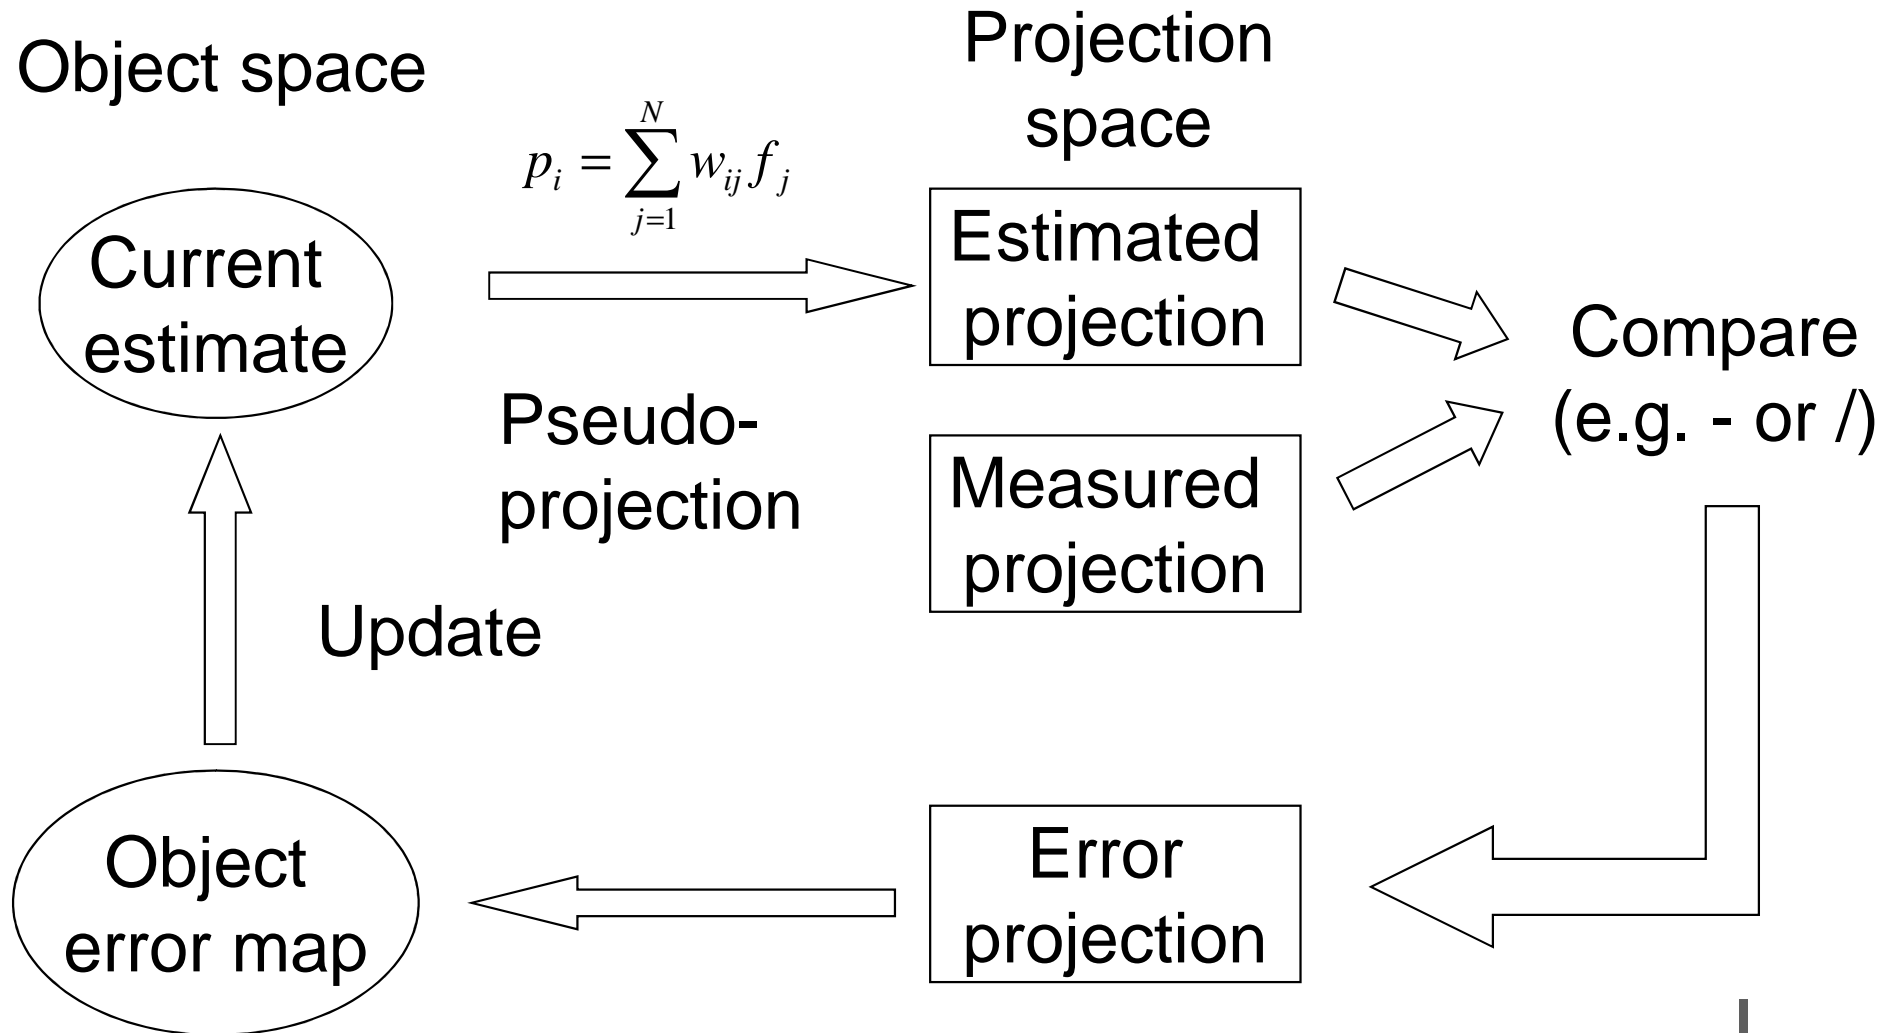 Object space
Projection
space
p_i = \sum_{j=1}^{N} w_{ij} f_j
Current
estimate
Estimated
projection
Compare
(e.g. - or /)
Pseudo-
projection
Measured
projection
Update
Object
error map
Error
projection